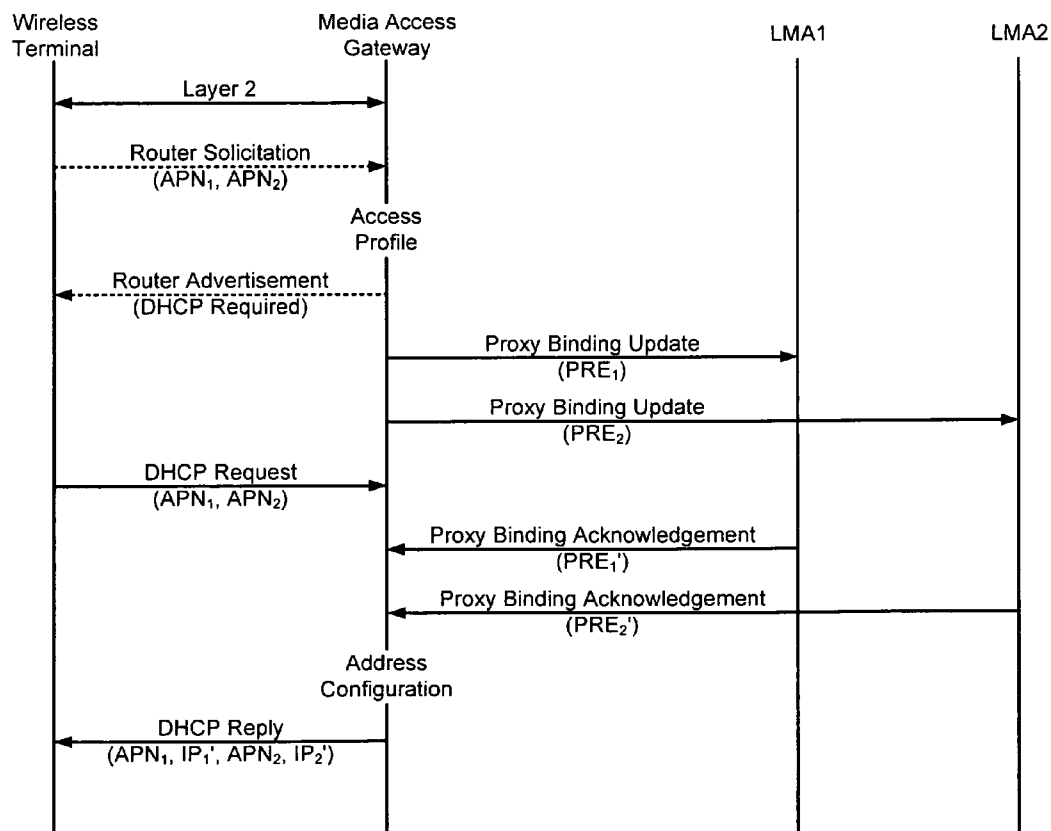 Wireless
Terminal
Media Access
Gateway
LMA1
LMA2
Layer 2
Router Solicitation
(APN₁, APN₂)
Access
Profile
Router Advertisement
(DHCP Required)
Proxy Binding Update
(PRE₁)
Proxy Binding Update
(PRE₂)
DHCP Request
(APN₁, APN₂)
Proxy Binding Acknowledgement
(PRE₁')
Proxy Binding Acknowledgement
(PRE₂')
Address
Configuration
DHCP Reply
(APN₁, IP₁', APN₂, IP₂')